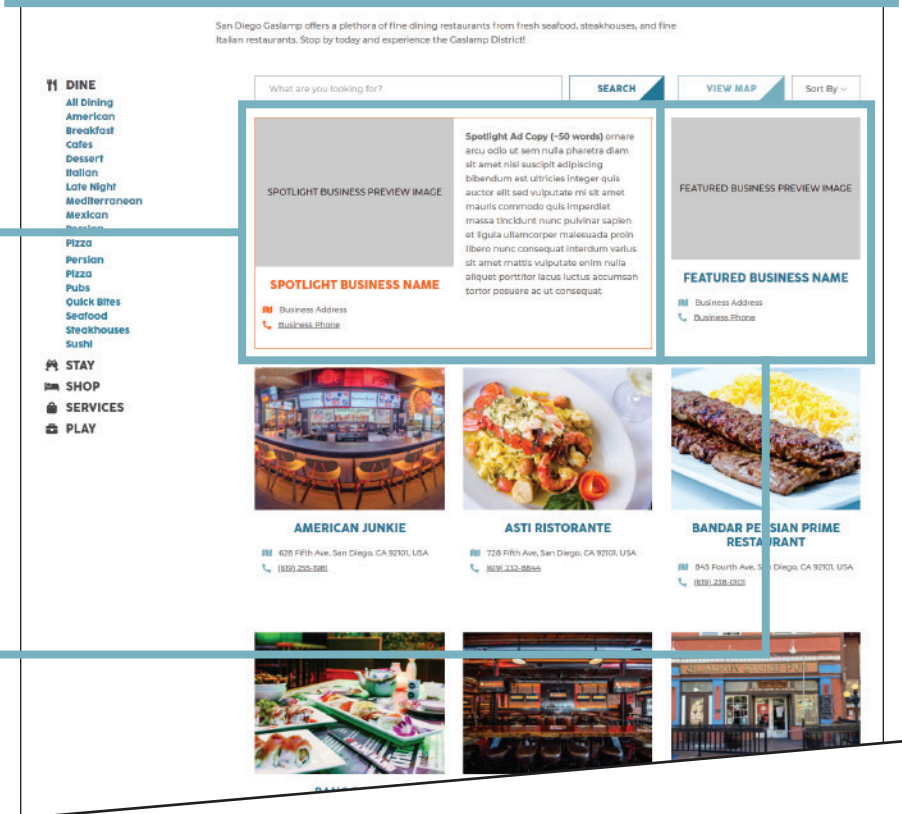 San Diego Gaslamp offers a plethora of fine dining restaurants from fresh seafood, steakhouses, and fine
Italian restaurants. Stop by today and experience the Gaslamp District!
DINE
All Dining
American
Breakfast
Cafes
Dessert
Italian
Late Night
Mediterranean
Mexican
Persian
Pizza
Persian
Pizza
Pubs
Quick Bites
Seafood
Steakhouses
Sushi
STAY
SHOP
SERVICES
PLAY
What are you looking for?
SEARCH
VIEW MAP
Sort By
SPOTLIGHT BUSINESS PREVIEW IMAGE
SPOTLIGHT BUSINESS NAME
Business Address
Business Phone
Spotlight Ad Copy (~50 words) ornare
arcu odio ut sem nulla pharetra diam
sit amet nisl suscipit adipiscing
bibendum est ultricies integer quis
auctor elit sed vulputate mi sit amet
mauris commodo quis imperdiet
massa tincidunt nunc pulvinar sapien
et ligula ullamcorper malesuada proin
libero nunc consequat interdum varius
sit amet mattis vulputate enim nulla
aliquet porttitor lacus luctus accumsan
tortor posuere ac ut consequat
FEATURED BUSINESS PREVIEW IMAGE
FEATURED BUSINESS NAME
Business Address
Business Phone
AMERICAN JUNKIE
628 Fifth Ave, San Diego, CA 92101, USA
(619) 255-1981
ASTI RISTORANTE
728 Fifth Ave, San Diego, CA 92101, USA
(619) 232-8844
BANDAR PERSIAN PRIME
RESTAURANT
845 Fourth Ave, San Diego, CA 92101, USA
(619) 238-0101